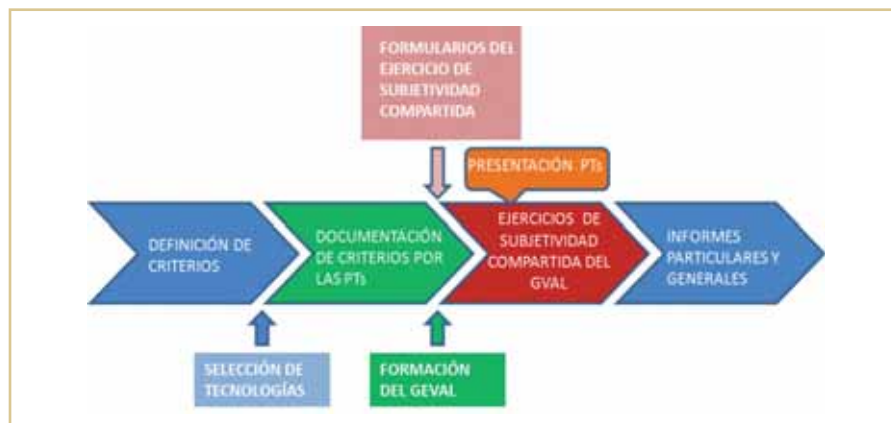 FORMULARIOS DEL
EJERCICIO DE
SUBJETIVIDAD
COMPARTIDA
PRESENTACIÓN PTs
DEFINICIÓN DE
CRITERIOS
DOCUMENTACIÓN
DE CRITERIOS POR
LAS PTs
EJERCICIOS DE
SUBJETIVIDAD
COMPARTIDA DEL
GVAL
INFORMES
PARTICULARES Y
GENERALES
SELECCIÓN DE
TECNOLOGÍAS
FORMACIÓN
DEL GEVAL